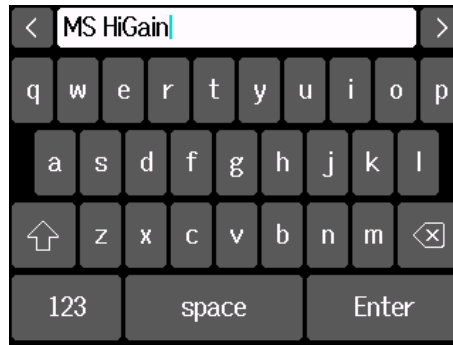 MS HiGain
q w e r t y u i o p
a s d f g h j k l
z x c v b n m
123 space Enter